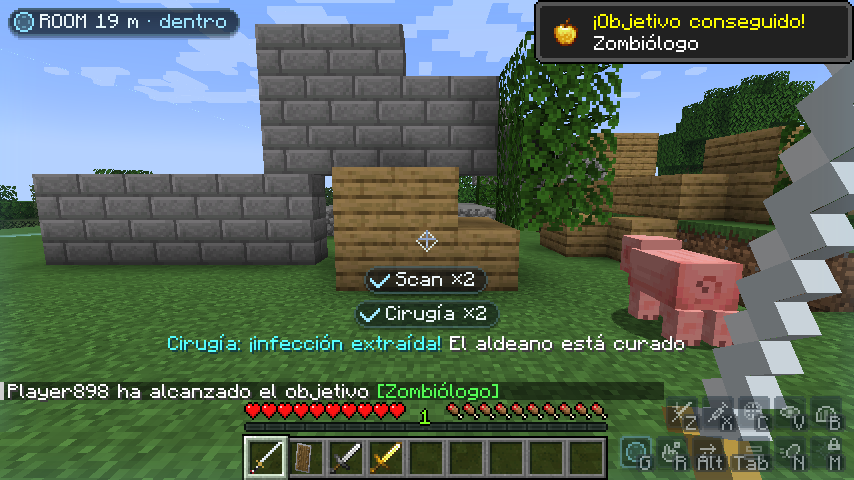 ROOM 19 m · dentro
¡Objetivo conseguido!
Zombiólogo
Scan ×2
Cirugía ×2
Cirugía: ¡infección extraída! El aldeano está curado
Player898 ha alcanzado el objetivo [Zombiólogo]
1
Z X C V B
G R Alt Tab N M